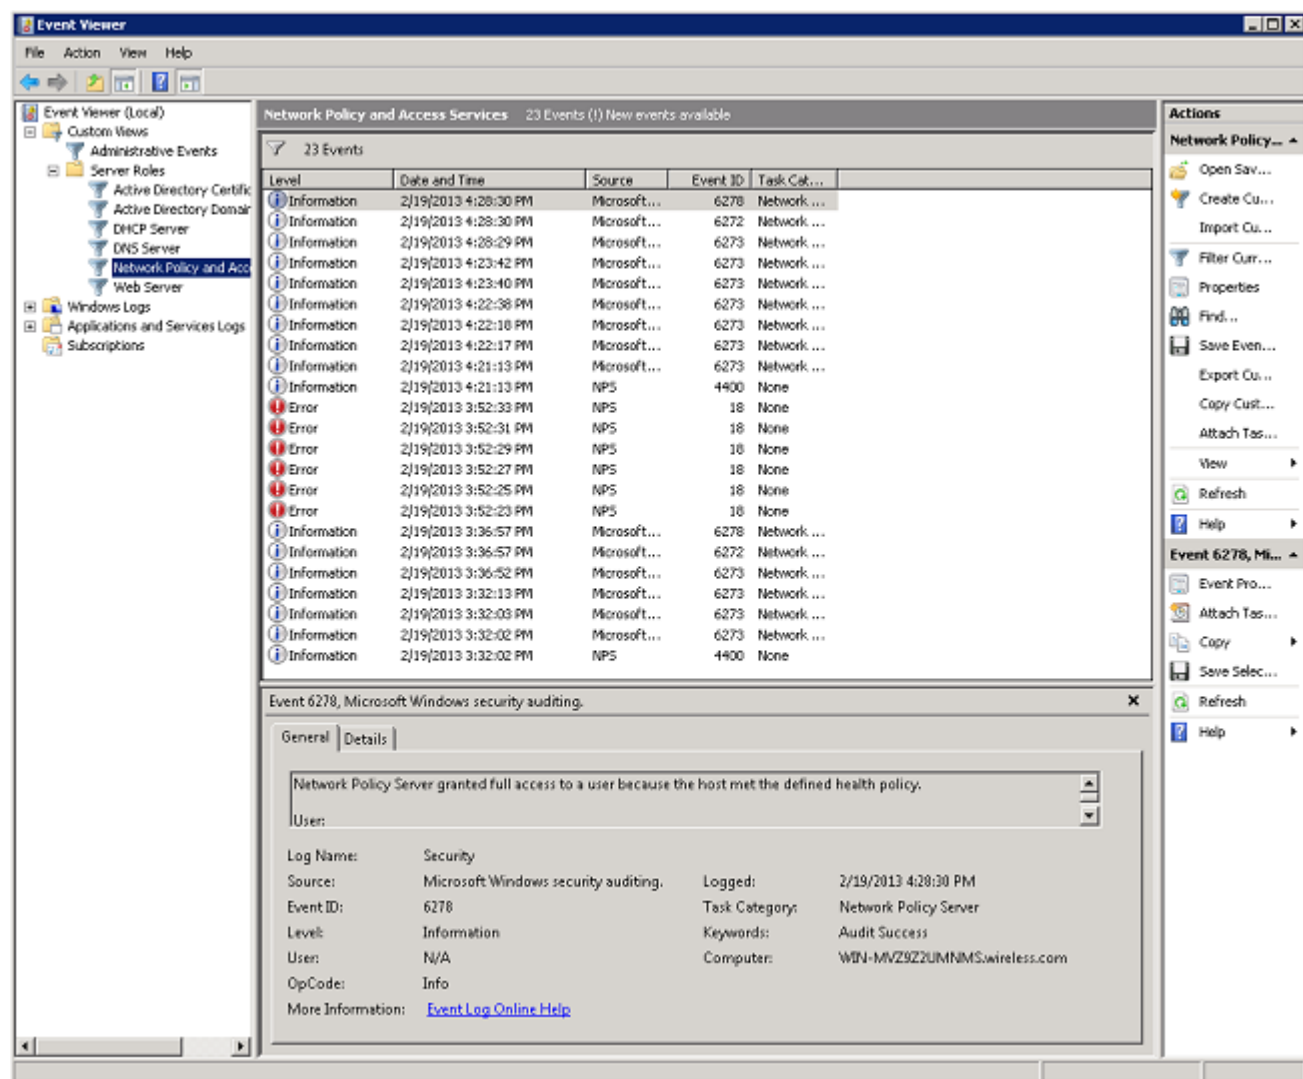 Event Viewer
File Action View Help
Event Viewer (Local)
Custom Views
Administrative Events
Server Roles
Active Directory Certific
Active Directory Domain
DHCP Server
DNS Server
Network Policy and Acc
Web Server
Windows Logs
Applications and Services Logs
Subscriptions
Network Policy and Access Services 23 Events (!) New events available
23 Events
Level Date and Time Source Event ID Task Cat...
Information 2/19/2013 4:28:30 PM Microsoft... 6278 Network ...
Information 2/19/2013 4:28:30 PM Microsoft... 6272 Network ...
Information 2/19/2013 4:28:29 PM Microsoft... 6273 Network ...
Information 2/19/2013 4:23:42 PM Microsoft... 6273 Network ...
Information 2/19/2013 4:23:40 PM Microsoft... 6273 Network ...
Information 2/19/2013 4:22:38 PM Microsoft... 6273 Network ...
Information 2/19/2013 4:22:18 PM Microsoft... 6273 Network ...
Information 2/19/2013 4:22:17 PM Microsoft... 6273 Network ...
Information 2/19/2013 4:21:13 PM Microsoft... 6273 Network ...
Information 2/19/2013 4:21:13 PM NPS 4400 None
Error 2/19/2013 3:52:33 PM NPS 18 None
Error 2/19/2013 3:52:31 PM NPS 18 None
Error 2/19/2013 3:52:29 PM NPS 18 None
Error 2/19/2013 3:52:27 PM NPS 18 None
Error 2/19/2013 3:52:25 PM NPS 18 None
Error 2/19/2013 3:52:23 PM NPS 18 None
Information 2/19/2013 3:36:57 PM Microsoft... 6278 Network ...
Information 2/19/2013 3:36:57 PM Microsoft... 6272 Network ...
Information 2/19/2013 3:36:52 PM Microsoft... 6273 Network ...
Information 2/19/2013 3:32:13 PM Microsoft... 6273 Network ...
Information 2/19/2013 3:32:03 PM Microsoft... 6273 Network ...
Information 2/19/2013 3:32:02 PM Microsoft... 6273 Network ...
Information 2/19/2013 3:32:02 PM NPS 4400 None
Event 6278, Microsoft Windows security auditing.
General Details
Network Policy Server granted full access to a user because the host met the defined health policy.
User:
Log Name: Security
Source: Microsoft Windows security auditing. Logged: 2/19/2013 4:28:30 PM
Event ID: 6278 Task Category: Network Policy Server
Level: Information Keywords: Audit Success
User: N/A Computer: WIN-MVZ9Z2UMNMS.wireless.com
OpCode: Info
More Information: Event Log Online Help
Actions
Network Policy...
Open Sav...
Create Cu...
Import Cu...
Filter Curr...
Properties
Find...
Save Even...
Export Cu...
Copy Cust...
Attach Tas...
View
Refresh
Help
Event 6278, Mi...
Event Pro...
Attach Tas...
Copy
Save Selec...
Refresh
Help